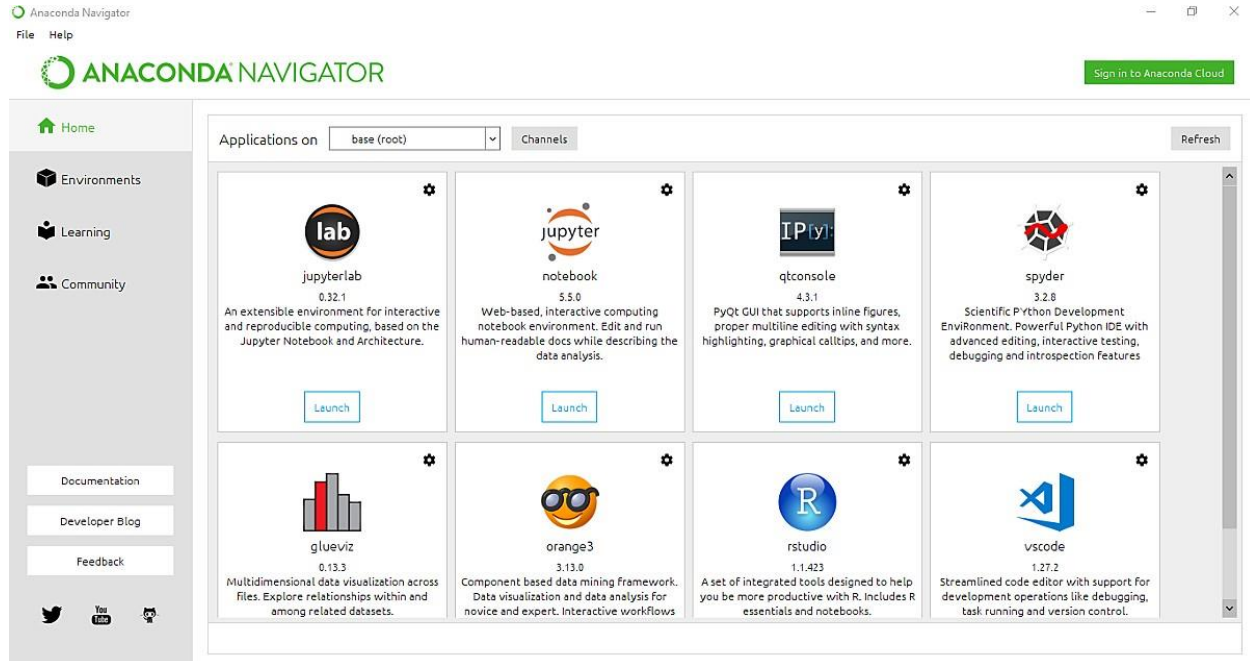 Anaconda Navigator
File Help
ANACONDA NAVIGATOR
Sign in to Anaconda Cloud
Home
Environments
Learning
Community
Documentation
Developer Blog
Feedback
You
Tube
Applications on base (root) Channels Refresh
lab
jupyterlab
0.32.1
An extensible environment for interactive
and reproducible computing, based on the
Jupyter Notebook and Architecture.
Launch
jupyter
notebook
5.5.0
Web-based, interactive computing
notebook environment. Edit and run
human-readable docs while describing the
data analysis.
Launch
IP[y]:
qtconsole
4.3.1
PyQt GUI that supports inline figures,
proper multiline editing with syntax
highlighting, graphical calltips, and more.
Launch
spyder
3.2.8
Scientific PYthon Development
EnviRonment. Powerful Python IDE with
advanced editing, interactive testing,
debugging and introspection features
Launch
glueviz
0.13.3
Multidimensional data visualization across
files. Explore relationships within and
among related datasets.
orange3
3.13.0
Component based data mining framework.
Data visualization and data analysis for
novice and expert. Interactive workflows
R
rstudio
1.1.423
A set of integrated tools designed to help
you be more productive with R. Includes R
essentials and notebooks.
vscode
1.27.2
Streamlined code editor with support for
development operations like debugging,
task running and version control.